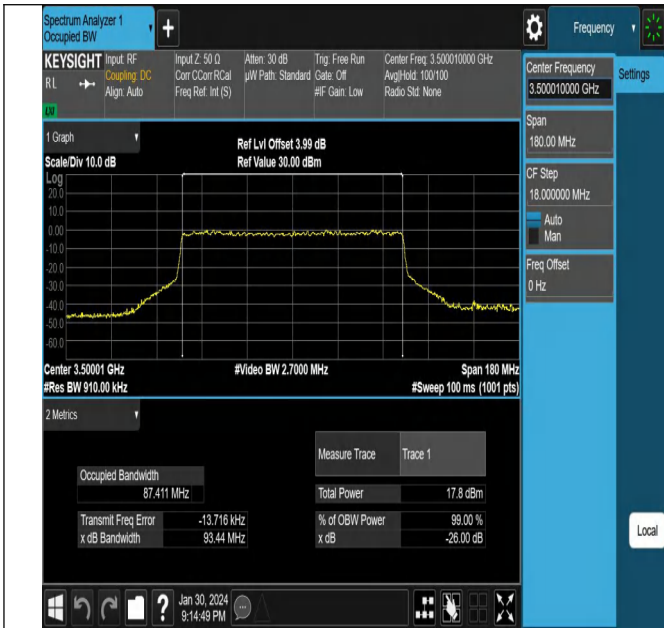 Spectrum Analyzer 1
Occupied BW
Frequency
KEYSIGHT
RL
LXI
Input: RF
Coupling: DC
Align: Auto
Input Z: 50 Ω
Corr CCorr RCal
Freq Ref: Int (S)
Atten: 30 dB
µW Path: Standard
Trig: Free Run
Gate: Off
#IF Gain: Low
Center Freq: 3.500010000 GHz
Avg|Hold: 100/100
Radio Std: None
Center Frequency
3.500010000 GHz
Settings
Span
180.00 MHz
CF Step
18.000000 MHz
Auto
Man
Freq Offset
0 Hz
Local
1 Graph
Scale/Div 10.0 dB
Ref Lvl Offset 3.99 dB
Ref Value 30.00 dBm
Log
20.0
10.0
0.00
-10.0
-20.0
-30.0
-40.0
-50.0
-60.0
Center 3.50001 GHz
#Res BW 910.00 kHz
#Video BW 2.7000 MHz
Span 180 MHz
#Sweep 100 ms (1001 pts)
2 Metrics
Occupied Bandwidth
87.411 MHz
Transmit Freq Error -13.716 kHz
x dB Bandwidth 93.44 MHz
Measure Trace Trace 1
Total Power 17.8 dBm
% of OBW Power 99.00 %
x dB -26.00 dB
?
Jan 30, 2024
9:14:49 PM